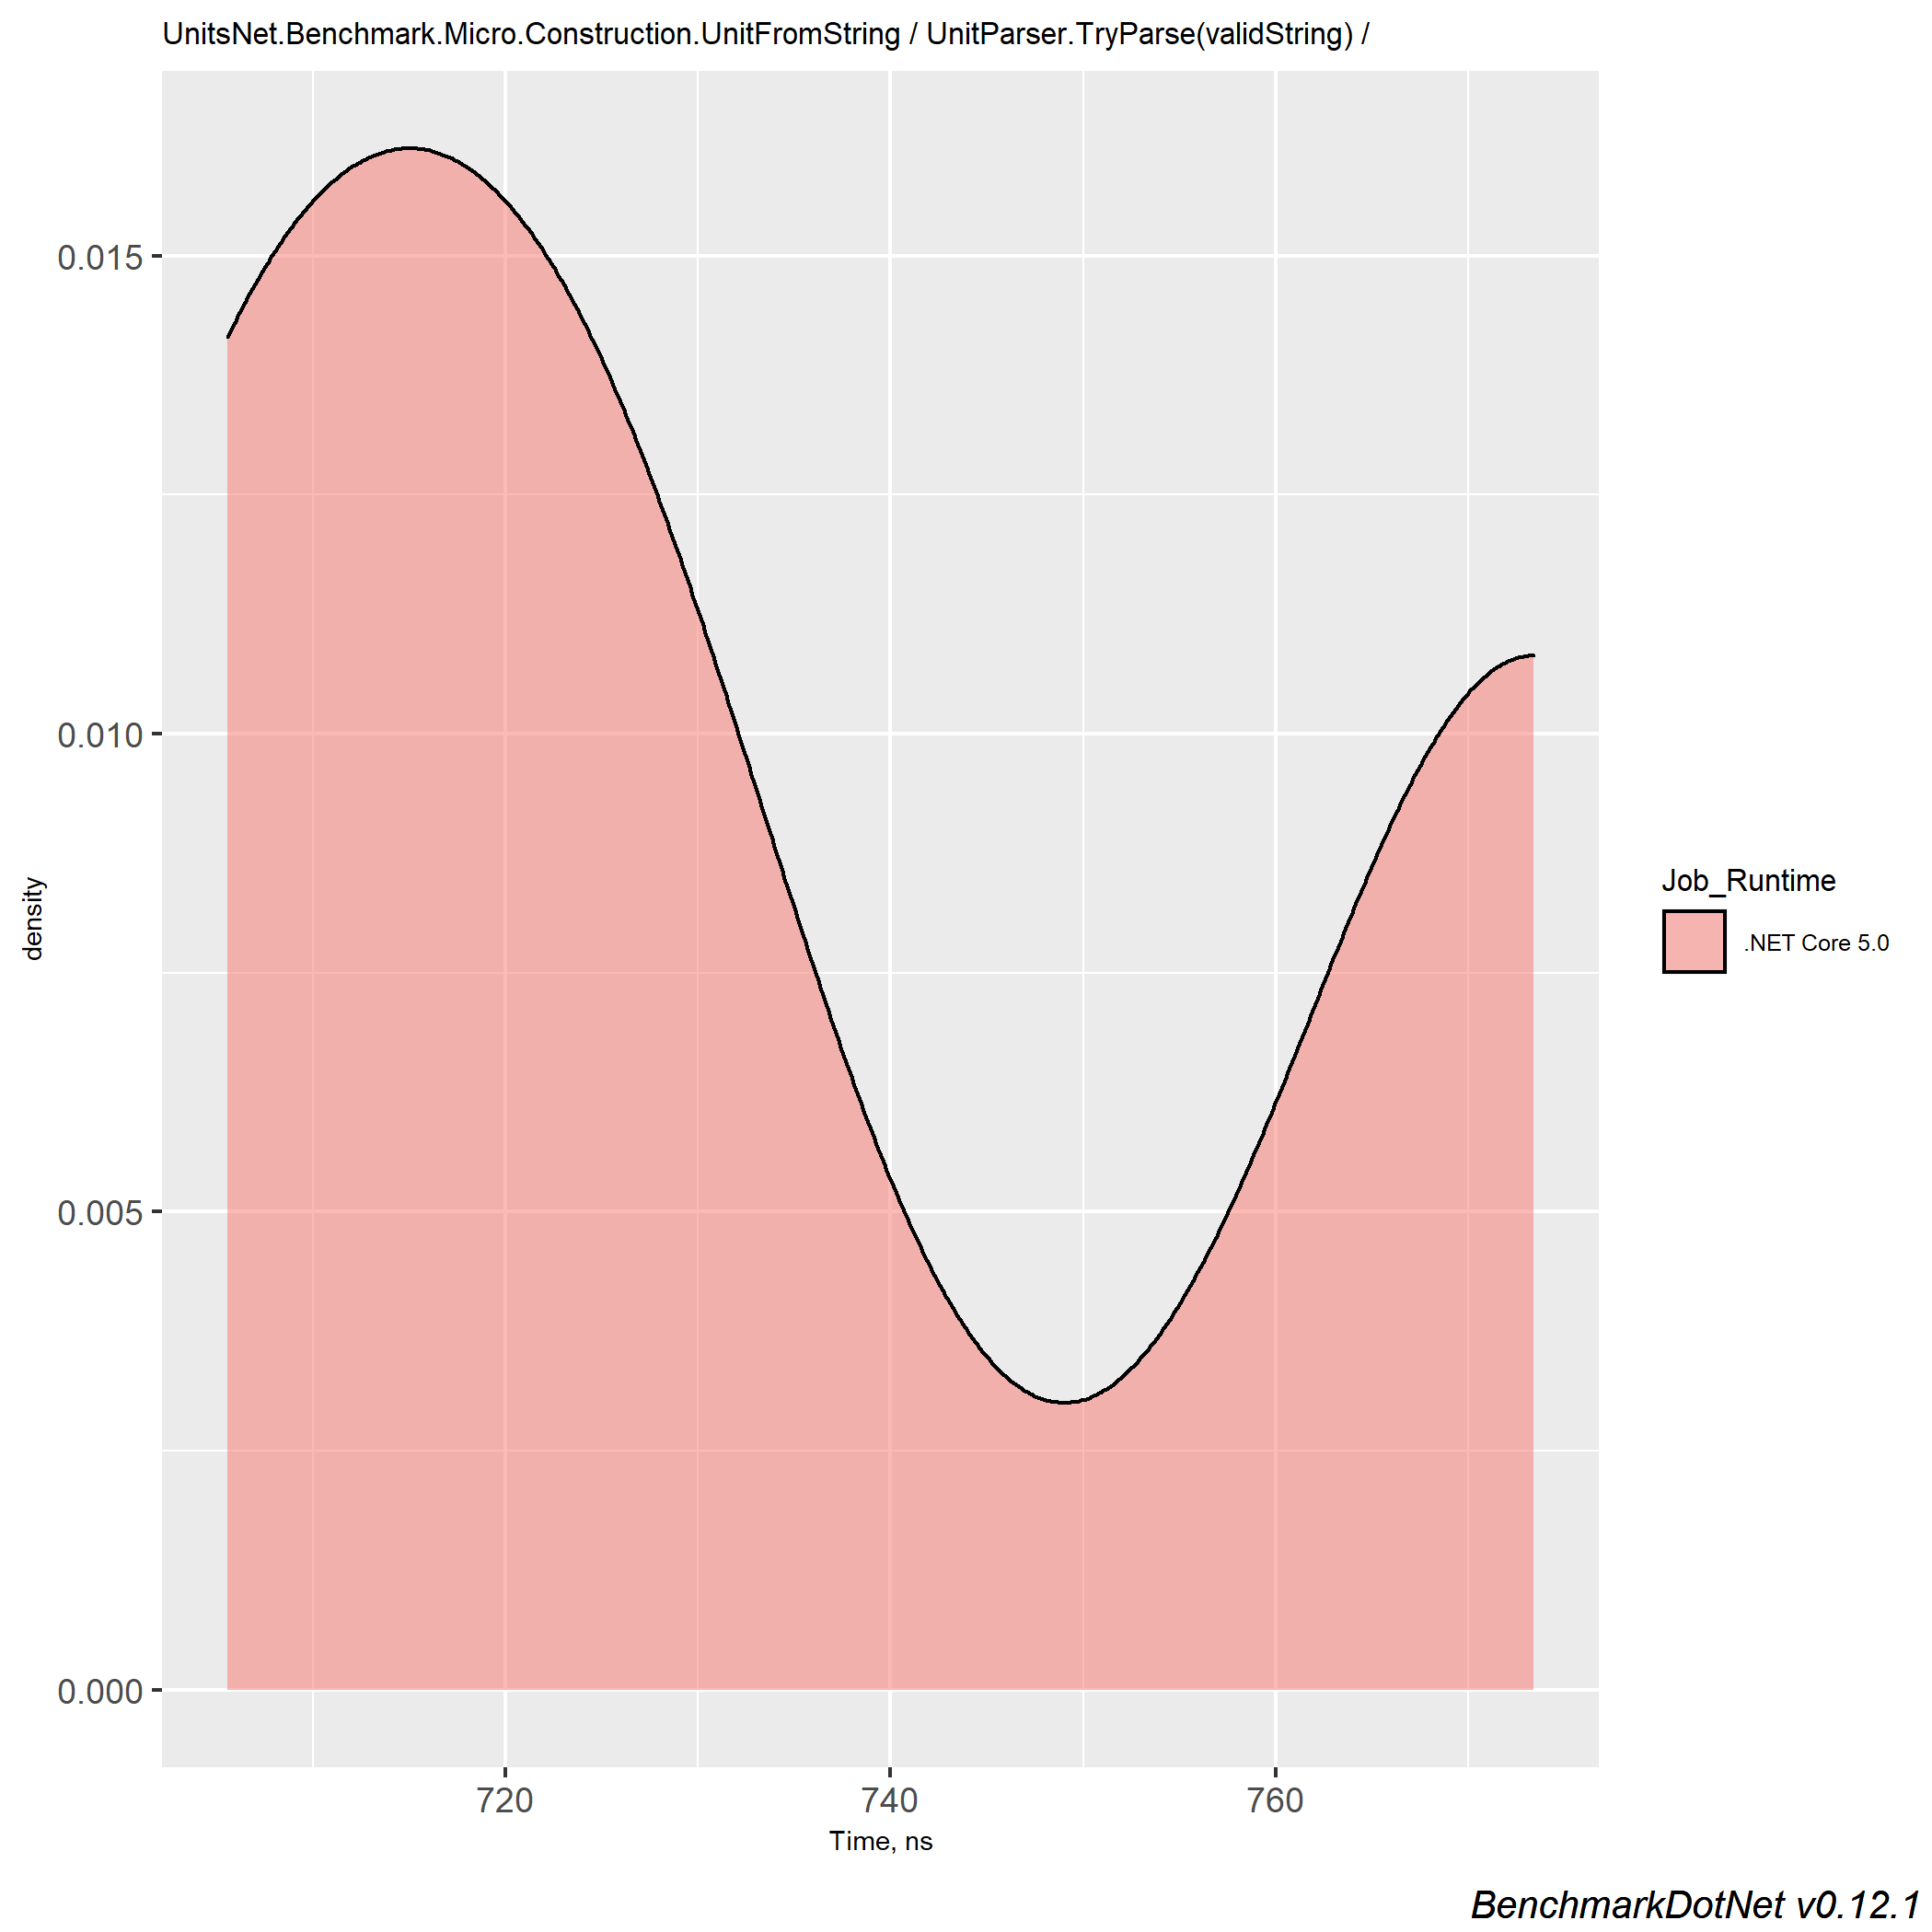 UnitsNet.Benchmark.Micro.Construction.UnitFromString / UnitParser.TryParse(validString) /
0.015
0.010
0.005
0.000
density
720
740
760
Time, ns
Job_Runtime
.NET Core 5.0
BenchmarkDotNet v0.12.1